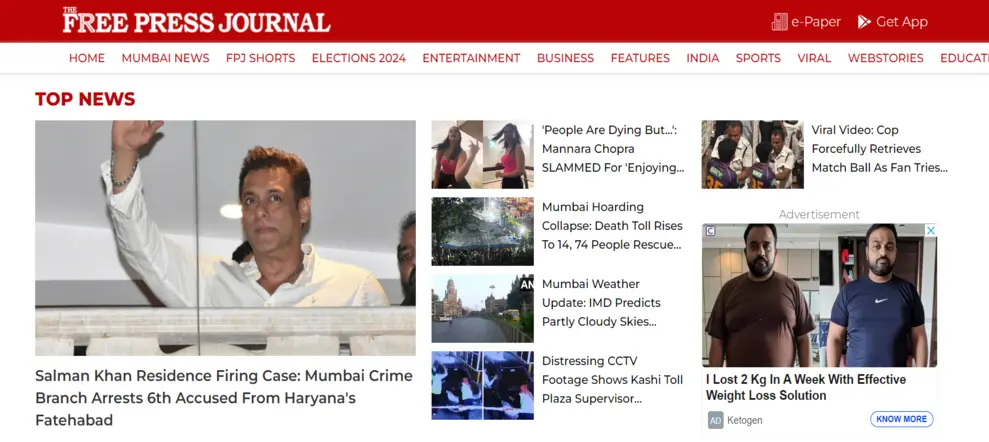 THE
FREE PRESS JOURNAL
e-Paper
Get App
HOME
MUMBAI NEWS
FPJ SHORTS
ELECTIONS 2024
ENTERTAINMENT
BUSINESS
FEATURES
INDIA
SPORTS
VIRAL
WEBSTORIES
EDUCATI
TOP NEWS
Salman Khan Residence Firing Case: Mumbai Crime
Branch Arrests 6th Accused From Haryana's
Fatehabad
'People Are Dying But...':
Mannara Chopra
SLAMMED For 'Enjoying...
Mumbai Hoarding
Collapse: Death Toll Rises
To 14, 74 People Rescue...
AN
Mumbai Weather
Update: IMD Predicts
Partly Cloudy Skies...
Distressing CCTV
Footage Shows Kashi Toll
Plaza Supervisor...
Viral Video: Cop
Forcefully Retrieves
Match Ball As Fan Tries...
Advertisement
I Lost 2 Kg In A Week With Effective
Weight Loss Solution
AD
Ketogen
KNOW MORE